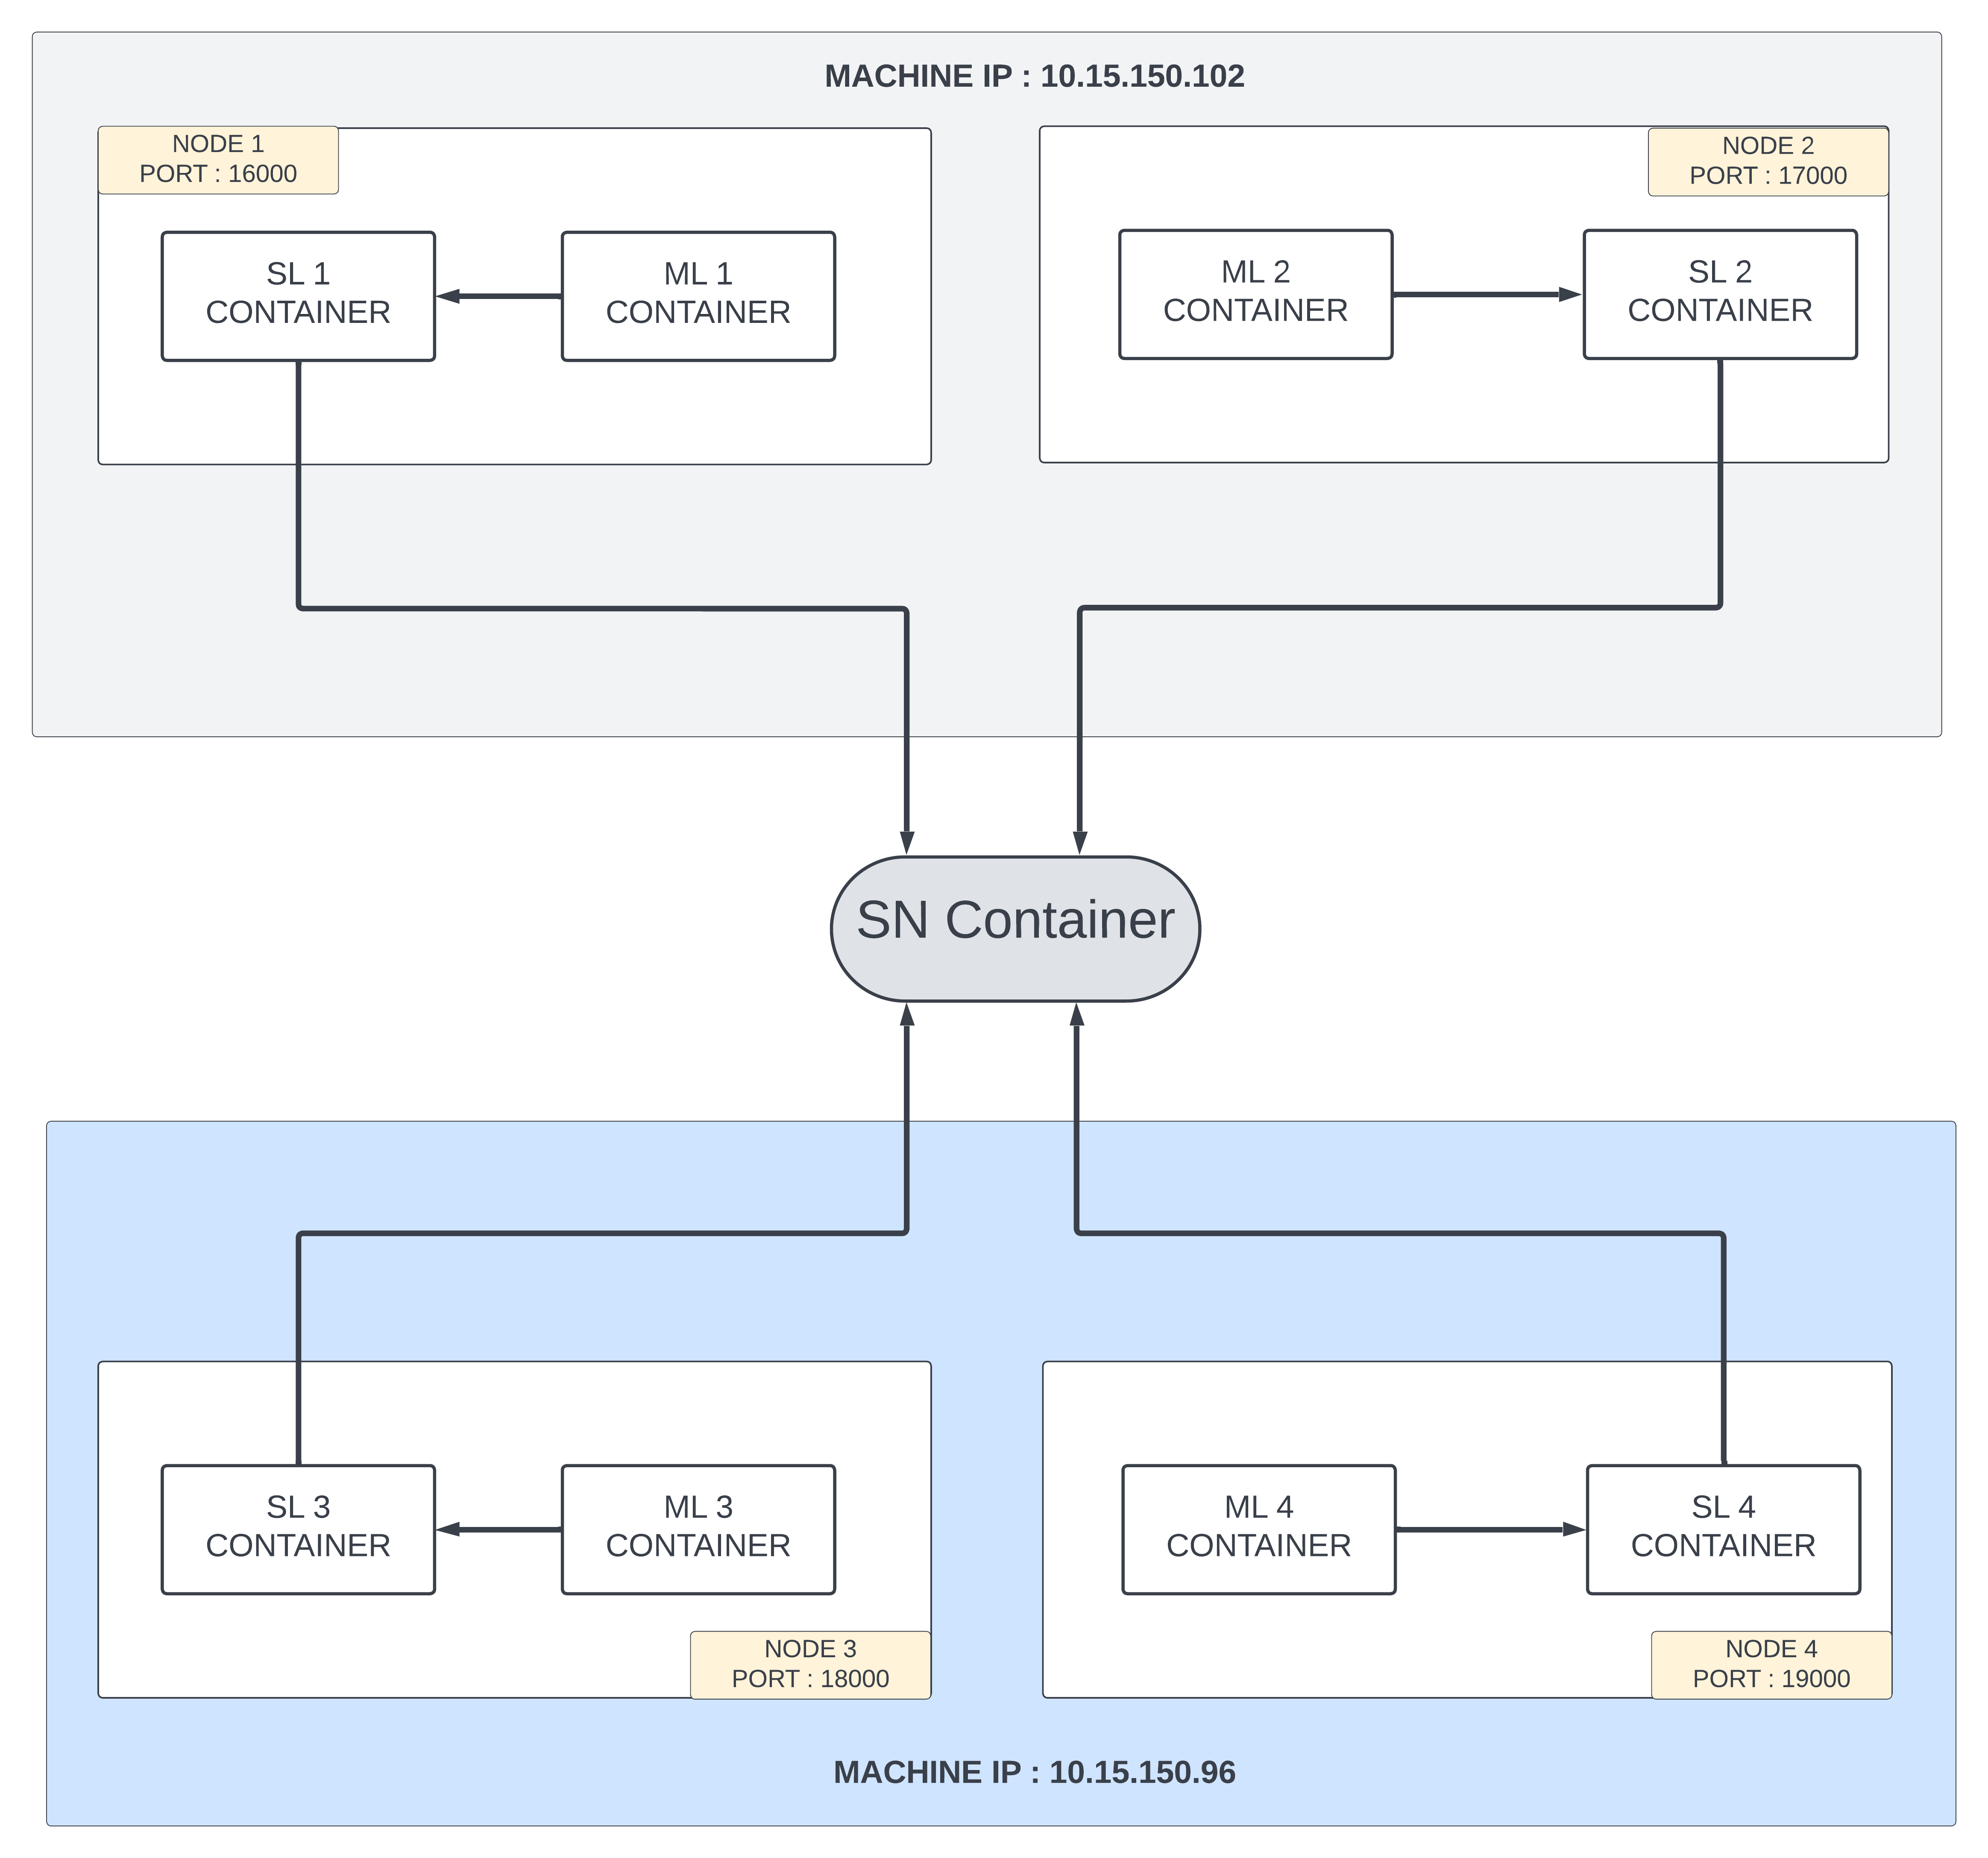 MACHINE IP : 10.15.150.102
NODE 1
PORT : 16000
NODE 2
PORT : 17000
SL 1
CONTAINER
ML 1
CONTAINER
ML 2
CONTAINER
SL 2
CONTAINER
SN Container
SL 3
CONTAINER
ML 3
CONTAINER
ML 4
CONTAINER
SL 4
CONTAINER
NODE 3
PORT : 18000
NODE 4
PORT : 19000
MACHINE IP : 10.15.150.96